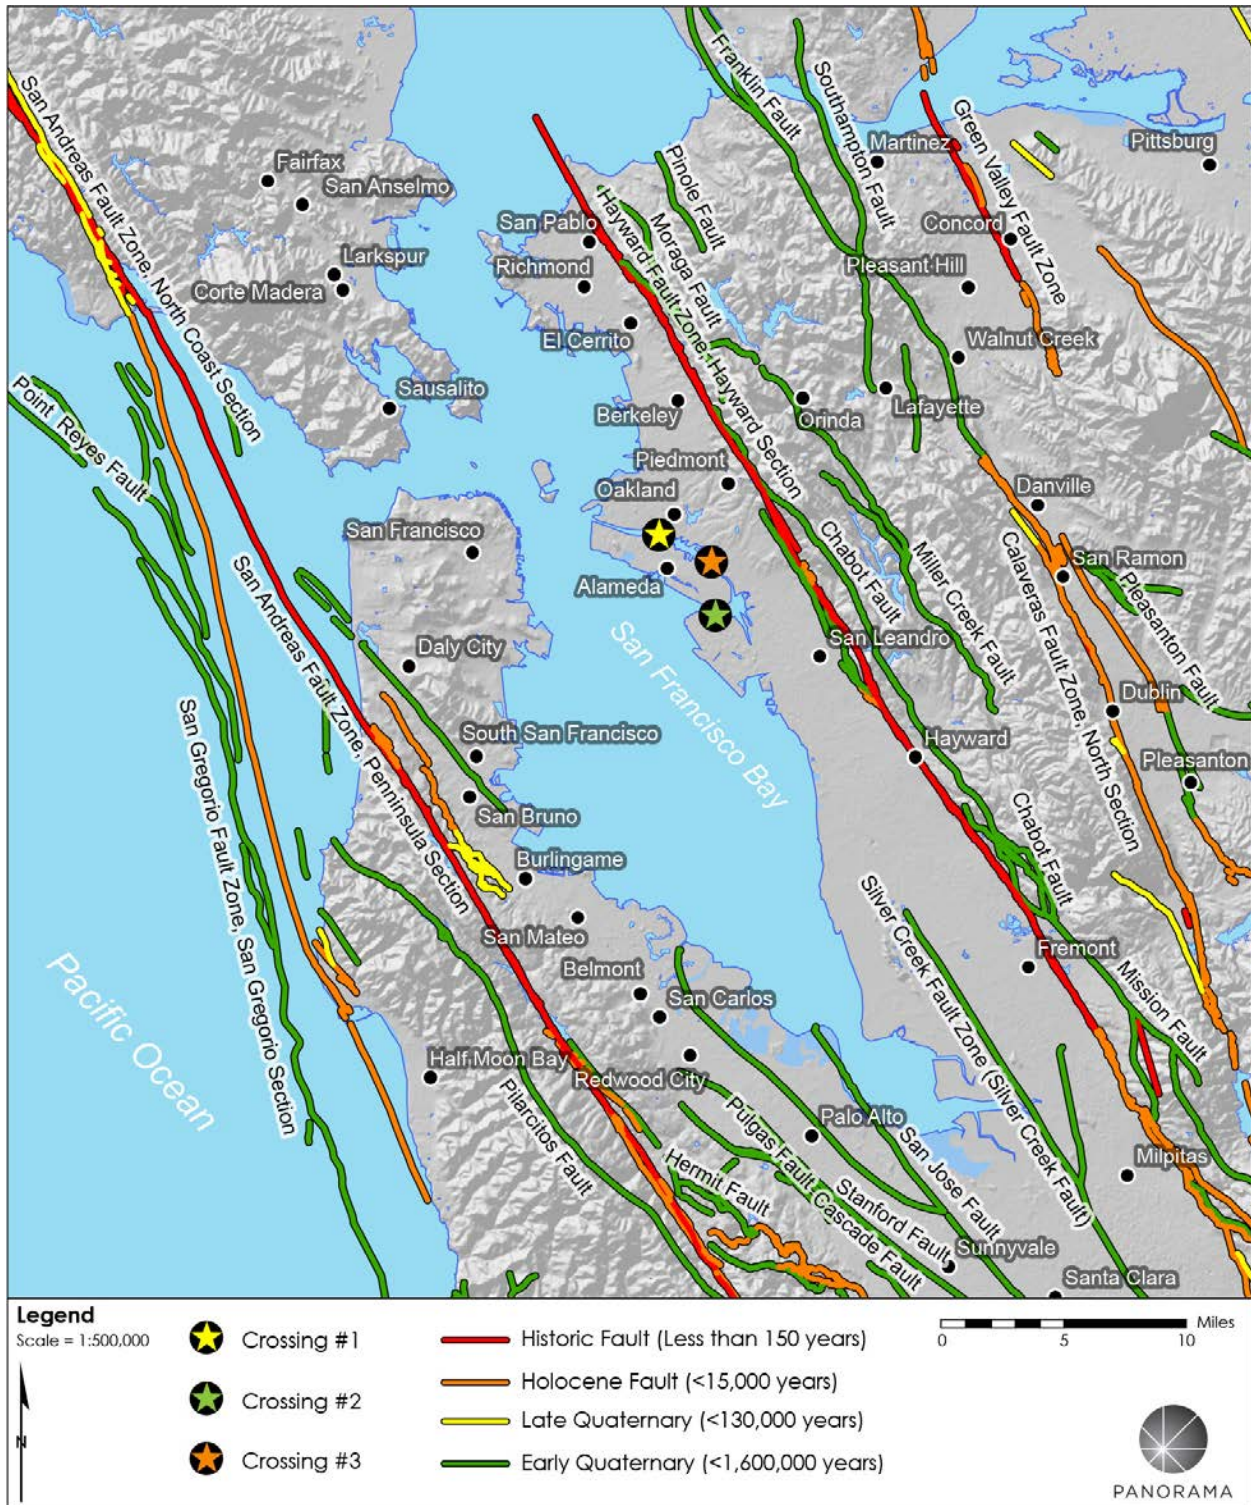 Franklin Fault
Southampton Fault
Green Valley Fault Zone
San Andreas Fault Zone, North Coast Section
Martinez
Pittsburg
Fairfax
San Anselmo
Pinole Fault
San Pablo
Hayward Fault Zone, Hayward Section
Moraga Fault
Concord
Larkspur
Richmond
Pleasant Hill
Corte Madera
El Cerrito
Walnut Creek
Point Reyes Fault
Sausalito
Berkeley
Orinda
Lafayette
Piedmont
Oakland
Danville
San Francisco
Chabot Fault
Miller Creek Fault
Calaveras Fault Zone, North Section
San Ramon
Pleasanton Fault
Alameda
San Andreas Fault Zone, Penninsula Section
San Francisco Bay
San Leandro
Daly City
Dublin
San Gregorio Fault Zone, San Gregorio Section
South San Francisco
Hayward
Pleasanton
San Bruno
Chabot Fault
Burlingame
Silver Creek Fault Zone (Silver Creek Fault)
San Mateo
Fremont
Belmont
Mission Fault
San Carlos
Pacific Ocean
Half Moon Bay
Redwood City
Pilarcitos Fault
Pulgas Fault
Palo Alto
San Jose Fault
Hermit Fault
Cascade Fault
Stanford Fault
Milpitas
Sunnyvale
Santa Clara
Legend
Scale = 1:500,000
N
Crossing #1
Crossing #2
Crossing #3
Historic Fault (Less than 150 years)
Holocene Fault (<15,000 years)
Late Quaternary (<130,000 years)
Early Quaternary (<1,600,000 years)
Miles
0 5 10
PANORAMA